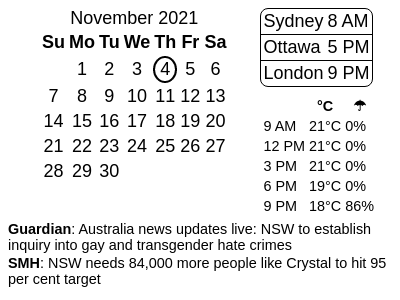 November 2021
Su Mo Tu We Th Fr Sa
1 2 3 4 5 6
7 8 9 10 11 12 13
14 15 16 17 18 19 20
21 22 23 24 25 26 27
28 29 30
Sydney 8 AM
Ottawa 5 PM
London 9 PM
°C ☂
9 AM 21°C 0%
12 PM 21°C 0%
3 PM 21°C 0%
6 PM 19°C 0%
9 PM 18°C 86%
Guardian: Australia news updates live: NSW to establish
inquiry into gay and transgender hate crimes
SMH: NSW needs 84,000 more people like Crystal to hit 95
per cent target